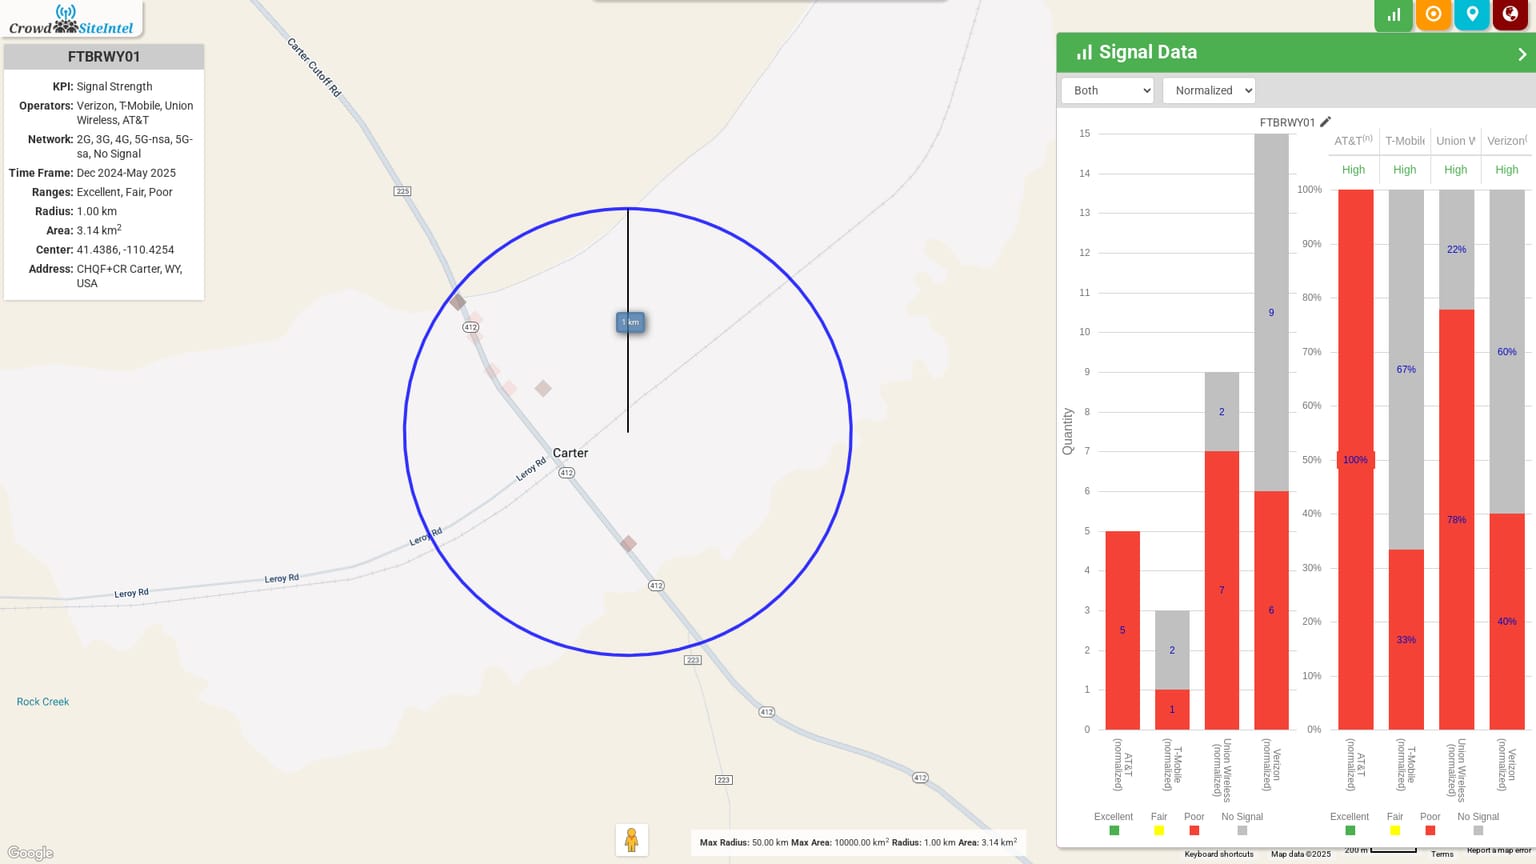 Crowd SiteIntel
FTBRWY01
KPI: Signal Strength
Operators: Verizon, T-Mobile, Union
Wireless, AT&T
Network: 2G, 3G, 4G, 5G-nsa, 5G-
sa, No Signal
Time Frame: Dec 2024-May 2025
Ranges: Excellent, Fair, Poor
Radius: 1.00 km
Area: 3.14 km²
Center: 41.4386, -110.4254
Address: CHQF+CR Carter, WY,
USA
Carter Cutoff Rd
225
412
1 km
Carter
412
Leroy Rd
Leroy Rd
Leroy Rd
Leroy Rd
412
223
Rock Creek
412
223
412
Google
Max Radius: 50.00 km Max Area: 10000.00 km² Radius: 1.00 km Area: 3.14 km²
Signal Data
Both
Normalized
FTBRWY01
Quantity
15
14
13
12
11
10
9
8
7
6
5
4
3
2
1
0
5
2
1
2
7
9
6
AT&T
(normalized)
T-Mobile
(normalized)
Union Wireless
(normalized)
Verizon
(normalized)
Excellent Fair Poor No Signal
AT&T(n) T-Mobile Union W Verizon(
High High High High
100%
90%
80%
70%
60%
50%
40%
30%
20%
10%
0%
100%
67%
33%
22%
78%
60%
40%
AT&T
(normalized)
T-Mobile
(normalized)
Union Wireless
(normalized)
Verizon
(normalized)
Excellent Fair Poor No Signal
Keyboard shortcuts Map data ©2025 200 m Terms Report a map error